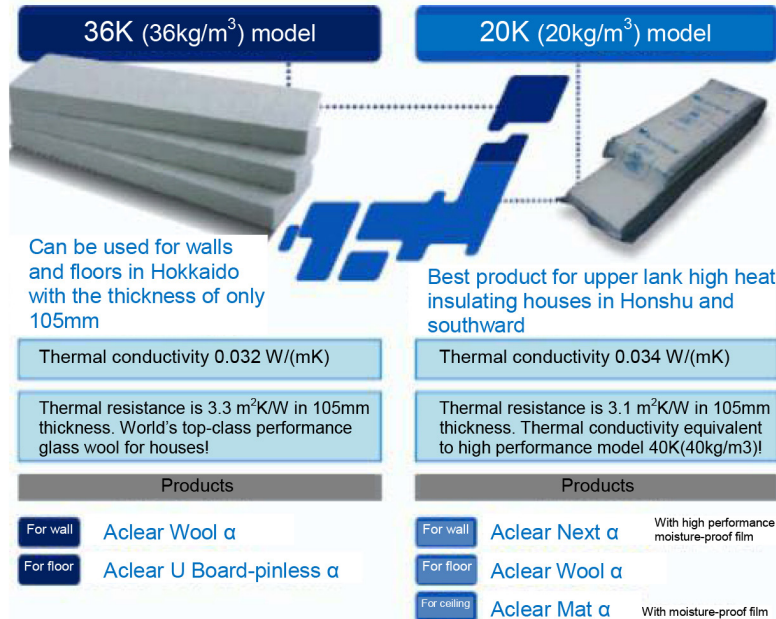 36K (36kg/m³) model
20K (20kg/m³) model
Can be used for walls
and floors in Hokkaido
with the thickness of only
105mm
Best product for upper lank high heat
insulating houses in Honshu and
southward
Thermal conductivity 0.032 W/(mK)
Thermal conductivity 0.034 W/(mK)
Thermal resistance is 3.3 m²K/W in 105mm
thickness. World’s top-class performance
glass wool for houses!
Thermal resistance is 3.1 m²K/W in 105mm
thickness. Thermal conductivity equivalent
to high performance model 40K(40kg/m3)!
Products
Products
For wall Aclear Wool α
For floor Aclear U Board-pinless α
For wall Aclear Next α With high performance
moisture-proof film
For floor Aclear Wool α
For ceiling Aclear Mat α With moisture-proof film